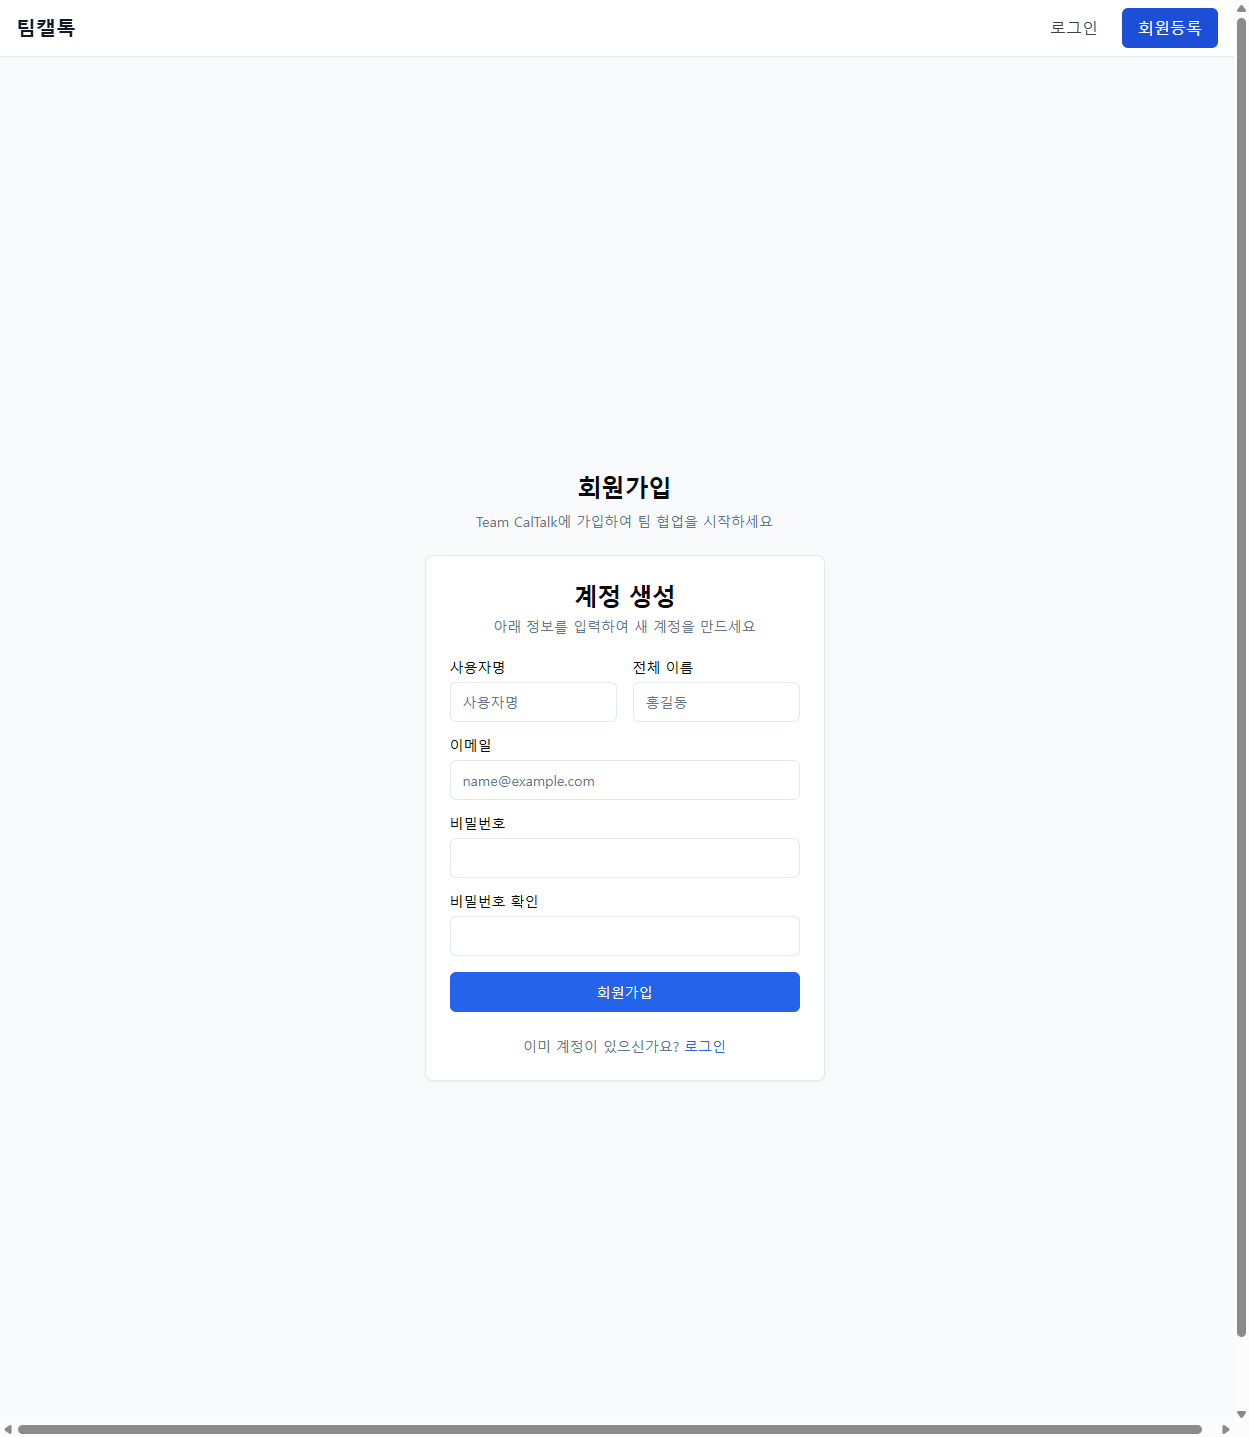 팀캘톡
로그인
회원등록
회원가입
Team CalTalk에 가입하여 팀 협업을 시작하세요
계정 생성
아래 정보를 입력하여 새 계정을 만드세요
사용자명
전체 이름
사용자명
홍길동
이메일
name@example.com
비밀번호
비밀번호 확인
회원가입
이미 계정이 있으신가요? 로그인